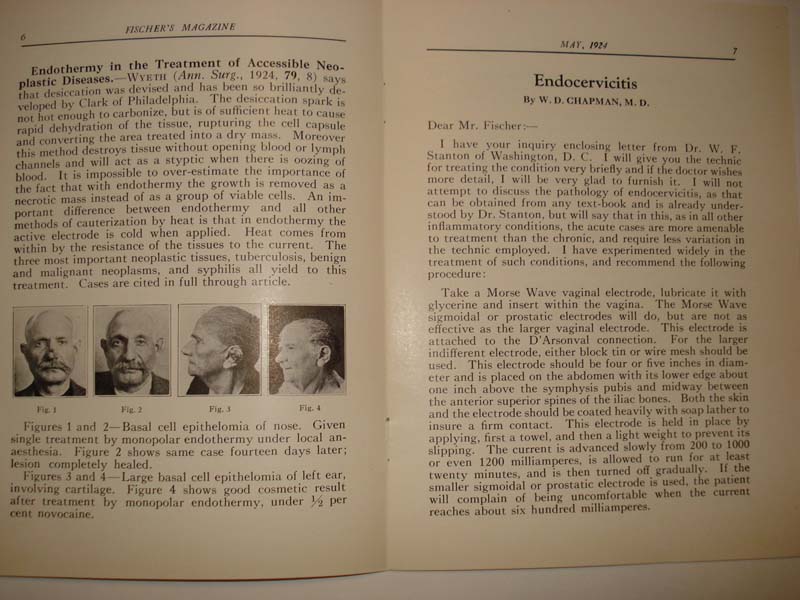 6
FISCHER'S MAGAZINE
Endothermy in the Treatment of Accessible Neo-
plastic Diseases.—WYETH (Ann. Surg., 1924, 79, 8) says
that desiccation was devised and has been so brilliantly de-
veloped by Clark of Philadelphia. The desiccation spark is
not hot enough to carbonize, but is of sufficient heat to cause
rapid dehydration of the tissue, rupturing the cell capsule
and converting the area treated into a dry mass. Moreover
this method destroys tissue without opening blood or lymph
channels and will act as a styptic when there is oozing of
blood. It is impossible to over-estimate the importance of
the fact that with endothermy the growth is removed as a
necrotic mass instead of as a group of viable cells. An im-
portant difference between endothermy and all other
methods of cauterization by heat is that in endothermy the
active electrode is cold when applied. Heat comes from
within by the resistance of the tissues to the current. The
three most important neoplastic tissues, tuberculosis, benign
and malignant neoplasms, and syphilis all yield to this
treatment. Cases are cited in full through article.
Fig. 1
Fig. 2
Fig. 3
Fig. 4
Figures 1 and 2—Basal cell epithelomia of nose. Given
single treatment by monopolar endothermy under local an-
aesthesia. Figure 2 shows same case fourteen days later;
lesion completely healed.
Figures 3 and 4—Large basal cell epithelomia of left ear,
involving cartilage. Figure 4 shows good cosmetic result
after treatment by monopolar endothermy, under ½ per
cent novocaine.
MAY, 1924
7
Endocervicitis
By W. D. CHAPMAN, M. D.
Dear Mr. Fischer:—
I have your inquiry enclosing letter from Dr. W. F.
Stanton of Washington, D. C. I will give you the technic
for treating the condition very briefly and if the doctor wishes
more detail, I will be very glad to furnish it. I will not
attempt to discuss the pathology of endocervicitis, as that
can be obtained from any text-book and is already under-
stood by Dr. Stanton, but will say that in this, as in all other
inflammatory conditions, the acute cases are more amenable
to treatment than the chronic, and require less variation in
the technic employed. I have experimented widely in the
treatment of such conditions, and recommend the following
procedure:
Take a Morse Wave vaginal electrode, lubricate it with
glycerine and insert within the vagina. The Morse Wave
sigmoidal or prostatic electrodes will do, but are not as
effective as the larger vaginal electrode. This electrode is
attached to the D'Arsonval connection. For the larger
indifferent electrode, either block tin or wire mesh should be
used. This electrode should be four or five inches in diam-
eter and is placed on the abdomen with its lower edge about
one inch above the symphysis pubis and midway between
the anterior superior spines of the iliac bones. Both the skin
and the electrode should be coated heavily with soap lather to
insure a firm contact. This electrode is held in place by
applying, first a towel, and then a light weight to prevent its
slipping. The current is advanced slowly from 200 to 1000
or even 1200 milliamperes, is allowed to run for at least
twenty minutes, and is then turned off gradually. If the
smaller sigmoidal or prostatic electrode is used, the patient
will complain of being uncomfortable when the current
reaches about six hundred milliamperes.